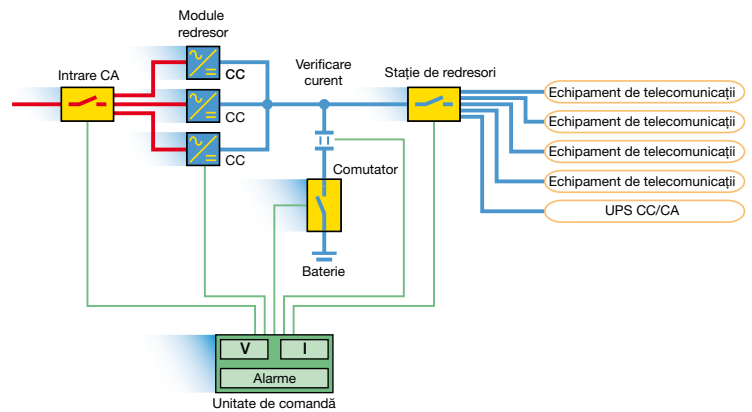 Module
redresor
Intrare CA
CC
CC
CC
Verificare
curent
Stație de redresori
Echipament de telecomunicații
Echipament de telecomunicații
Echipament de telecomunicații
Echipament de telecomunicații
UPS CC/CA
Comutator
Baterie
V
I
Alarme
Unitate de comandă